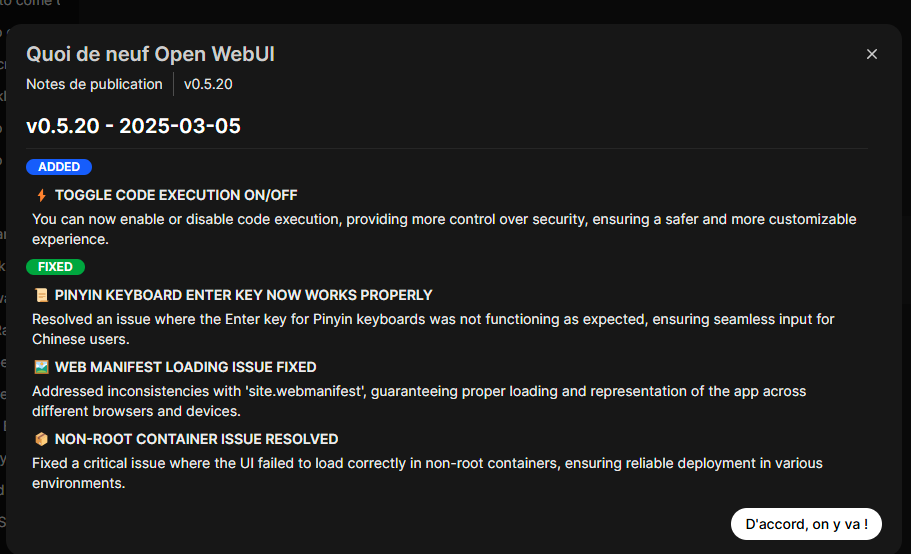 to come t
Quoi de neuf Open WebUI
Notes de publication v0.5.20
v0.5.20 - 2025-03-05
ADDED
TOGGLE CODE EXECUTION ON/OFF
You can now enable or disable code execution, providing more control over security, ensuring a safer and more customizable
experience.
FIXED
PINYIN KEYBOARD ENTER KEY NOW WORKS PROPERLY
Resolved an issue where the Enter key for Pinyin keyboards was not functioning as expected, ensuring seamless input for
Chinese users.
WEB MANIFEST LOADING ISSUE FIXED
Addressed inconsistencies with 'site.webmanifest', guaranteeing proper loading and representation of the app across
different browsers and devices.
NON-ROOT CONTAINER ISSUE RESOLVED
Fixed a critical issue where the UI failed to load correctly in non-root containers, ensuring reliable deployment in various
environments.
D'accord, on y va !